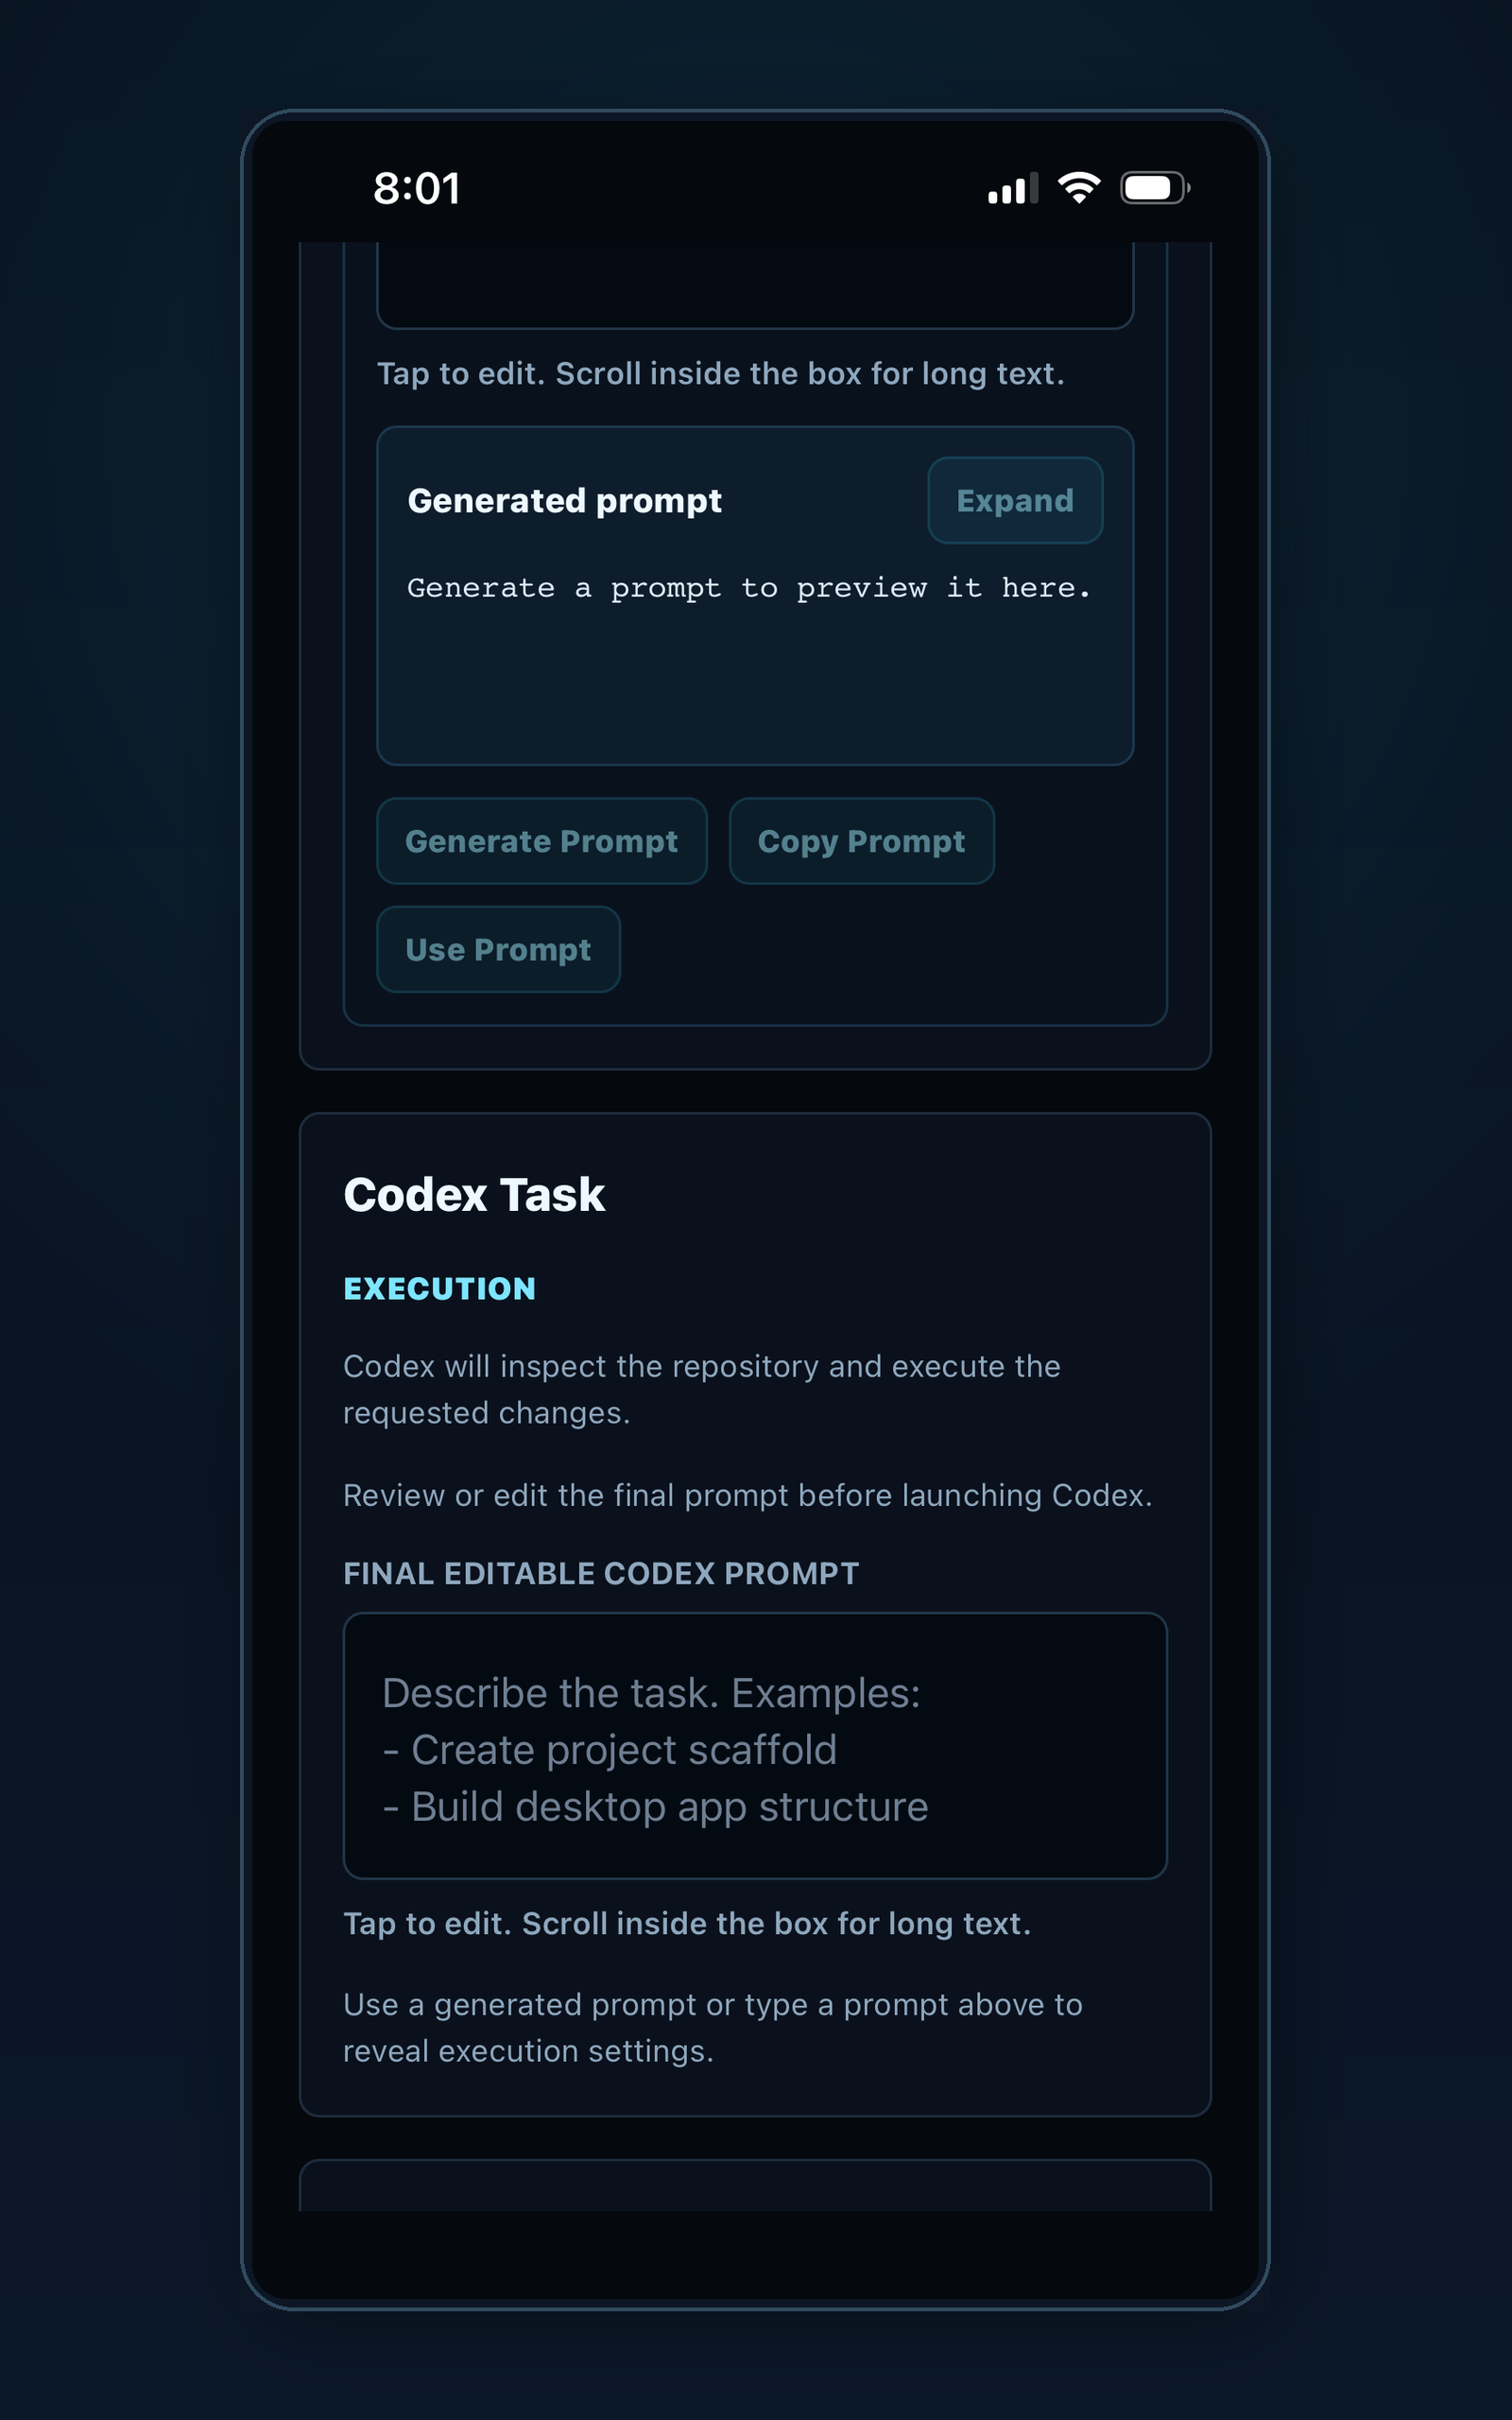 8:01
Tap to edit. Scroll inside the box for long text.
Generated prompt
Expand
Generate a prompt to preview it here.
Generate Prompt
Copy Prompt
Use Prompt
Codex Task
EXECUTION
Codex will inspect the repository and execute the
requested changes.
Review or edit the final prompt before launching Codex.
FINAL EDITABLE CODEX PROMPT
Describe the task. Examples:
- Create project scaffold
- Build desktop app structure
Tap to edit. Scroll inside the box for long text.
Use a generated prompt or type a prompt above to
reveal execution settings.